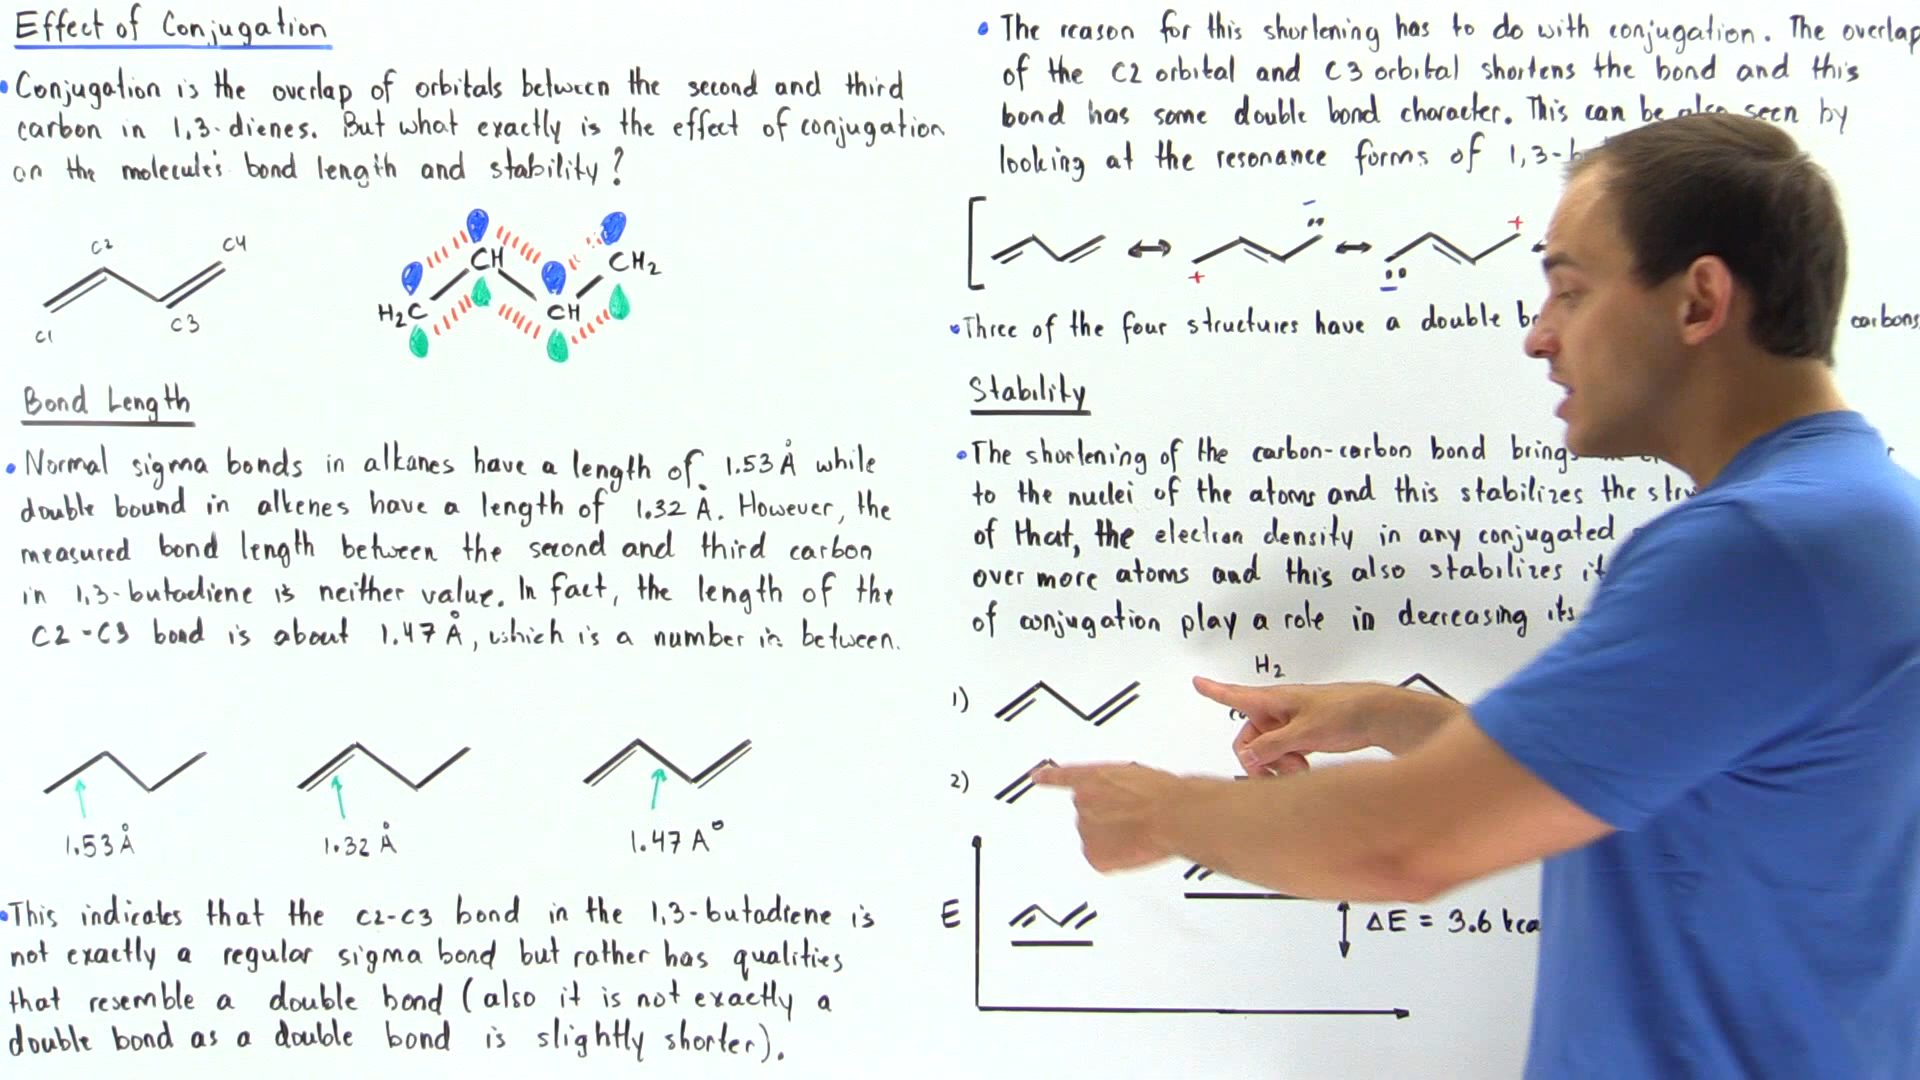 Effect of Conjugation
• Conjugation is the overlap of orbitals between the second and third
carbon in 1,3-dienes. But what exactly is the effect of conjugation
on the molecule's bond length and stability?
C2
C4
C1
C3
CH
CH2
H2C
CH
Bond Length
• Normal sigma bonds in alkanes have a length of 1.53 Å while
double bound in alkenes have a length of 1.32 Å. However, the
measured bond length between the second and third carbon
in 1,3-butadiene is neither value. In fact, the length of the
C2-C3 bond is about 1.47 Å, which is a number in between.
1.53 Å
1.32 Å
1.47 A°
• This indicates that the C2-C3 bond in the 1,3-butadiene is
not exactly a regular sigma bond but rather has qualities
that resemble a double bond (also it is not exactly a
double bond as a double bond is slightly shorter).
• The reason for this shortening has to do with conjugation. The overlap
of the C2 orbital and C3 orbital shortens the bond and this
bond has some double bond character. This can be also seen by
looking at the resonance forms of 1,3-b
+
-
-
+
• Three of the four structures have a double carbons
Stability
• The shortening of the carbon-carbon bond brings
to the nuclei of the atoms and this stabilizes the
of that, the electron density in any conjugated
over more atoms and this also stabilizes
of conjugation play a role in decreasing its
H2
1)
2)
E
ΔE = 3.6 kca